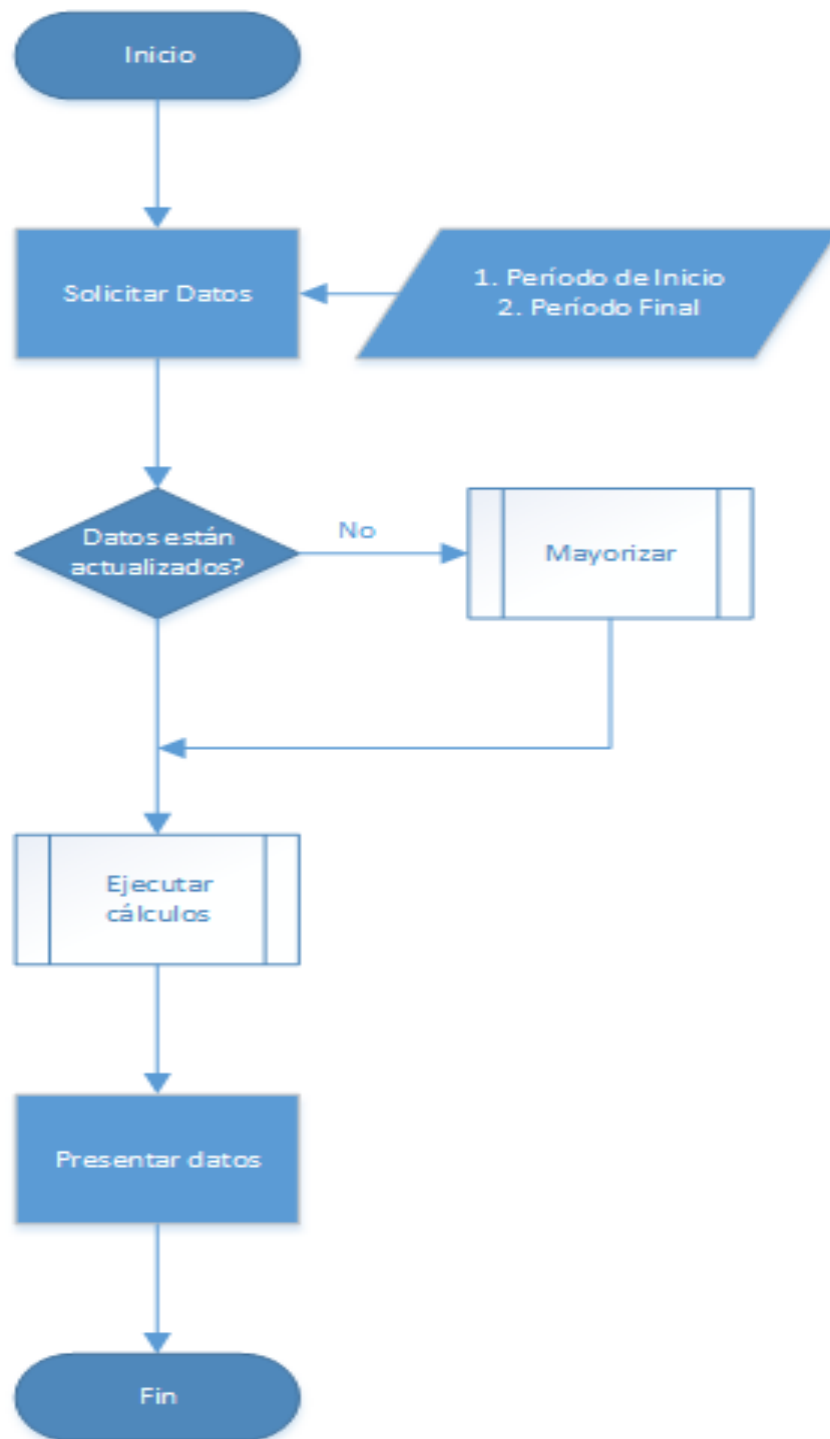 Inicio
Solicitar Datos
1. Período de Inicio
2. Período Final
Datos están
actualizados?
No
Mayorizar
Ejecutar
cálculos
Presentar datos
Fin